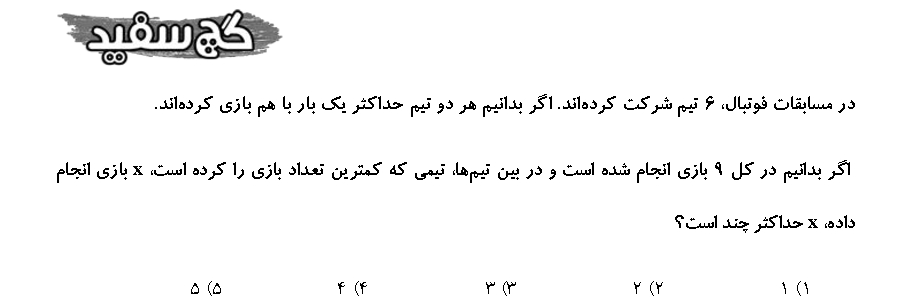 گچ سفید
در مسابقات فوتبال، ۶ تیم شرکت کرده‌اند. اگر بدانیم هر دو تیم حداکثر یک بار با هم بازی کرده‌اند.
اگر بدانیم در کل ۹ بازی انجام شده است و در بین تیم‌ها، تیمی که کمترین تعداد بازی را کرده است، x بازی انجام
داده، x حداکثر چند است؟
۱) ۱ ۲) ۲ ۳) ۳ ۴) ۴ ۵) ۵